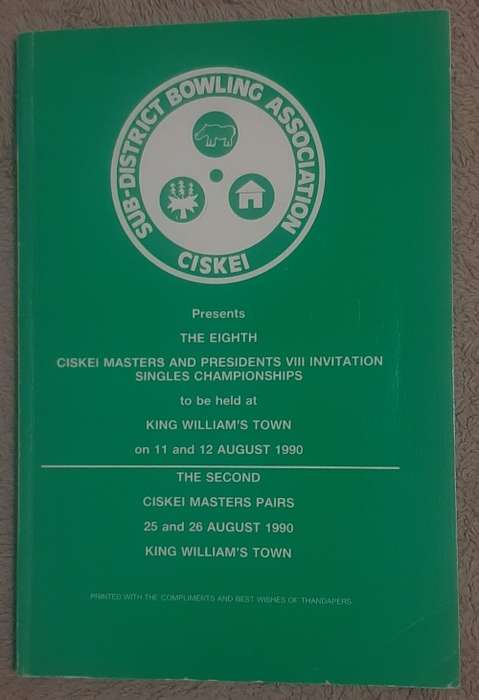 SUB-DISTRICT BOWLING ASSOCIATION
CISKEI
Presents
THE EIGHTH
CISKEI MASTERS AND PRESIDENTS VIII INVITATION
SINGLES CHAMPIONSHIPS
to be held at
KING WILLIAM'S TOWN
on 11 and 12 AUGUST 1990
THE SECOND
CISKEI MASTERS PAIRS
25 and 26 AUGUST 1990
KING WILLIAM'S TOWN
PRINTED WITH THE COMPLIMENTS AND BEST WISHES OF THANDAPERS